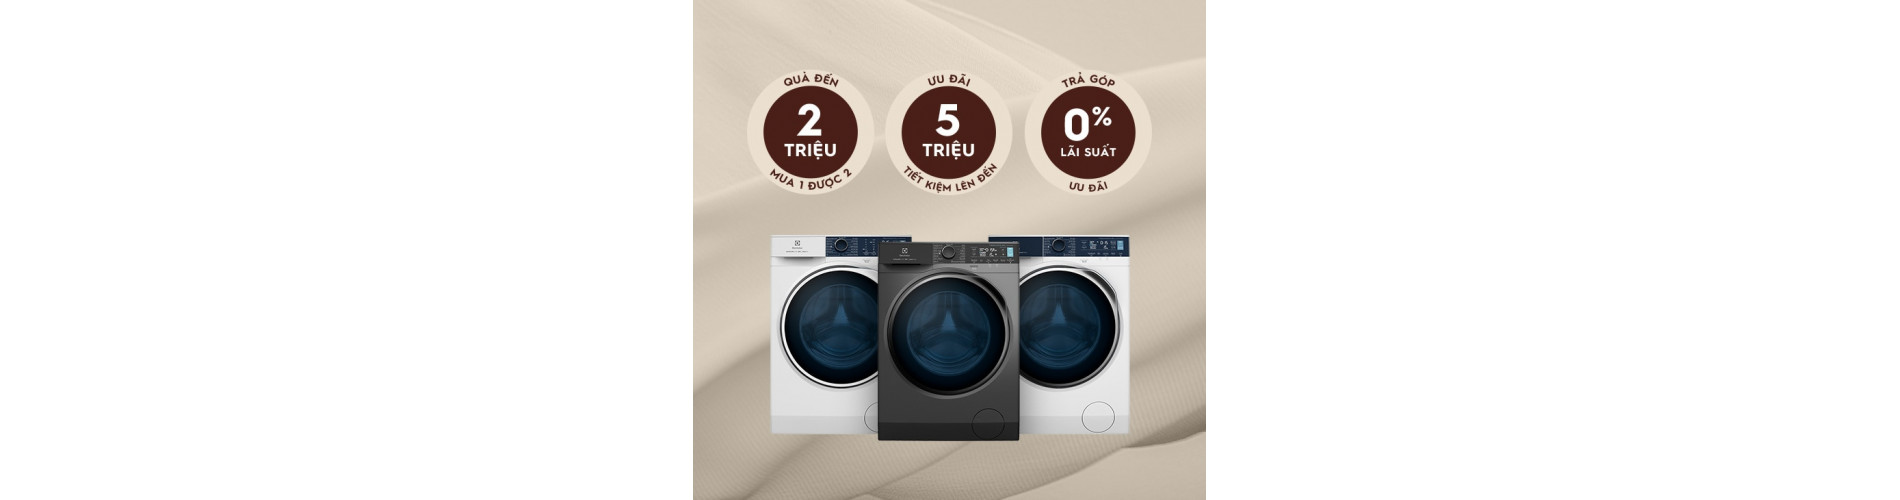 QUÀ ĐẾN
2
TRIỆU
MUA 1 ĐƯỢC 2
ƯU ĐÃI
5
TRIỆU
TIẾT KIỆM LÊN ĐẾN
TRẢ GÓP
0%
LÃI SUẤT
ƯU ĐÃI